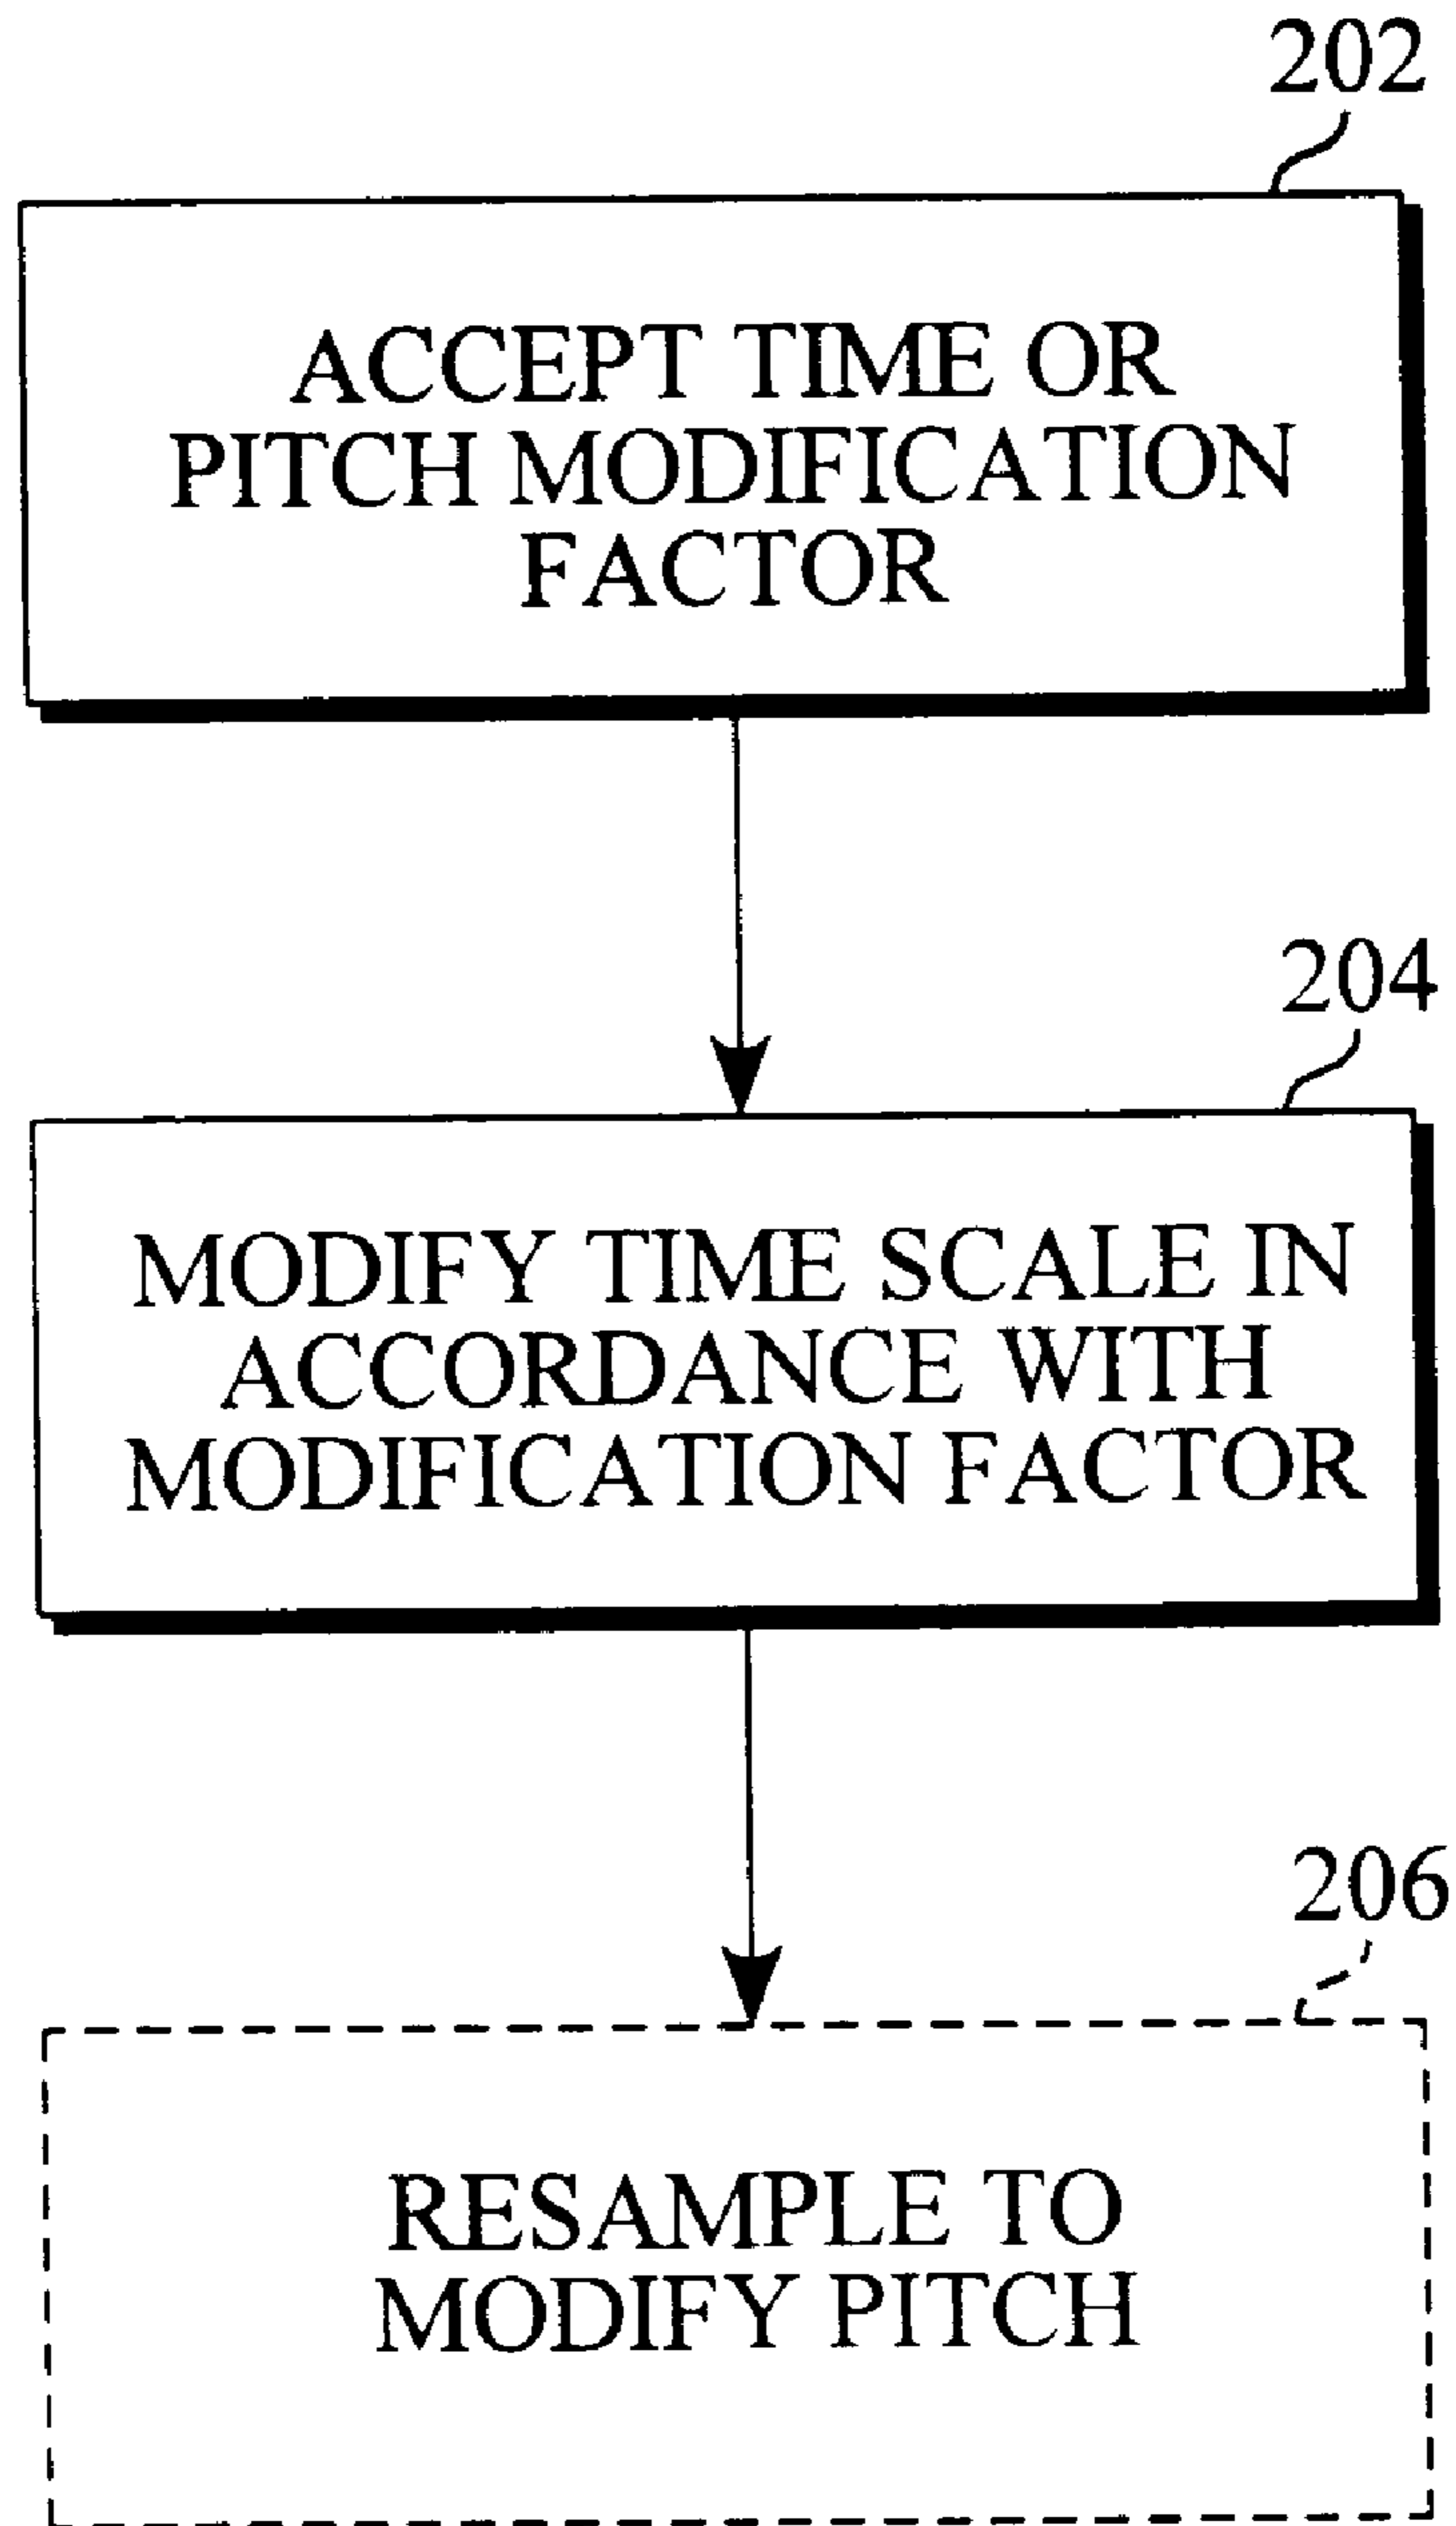 202
ACCEPT TIME OR
PITCH MODIFICATION
FACTOR
204
MODIFY TIME SCALE IN
ACCORDANCE WITH
MODIFICATION FACTOR
206
RESAMPLE TO
MODIFY PITCH